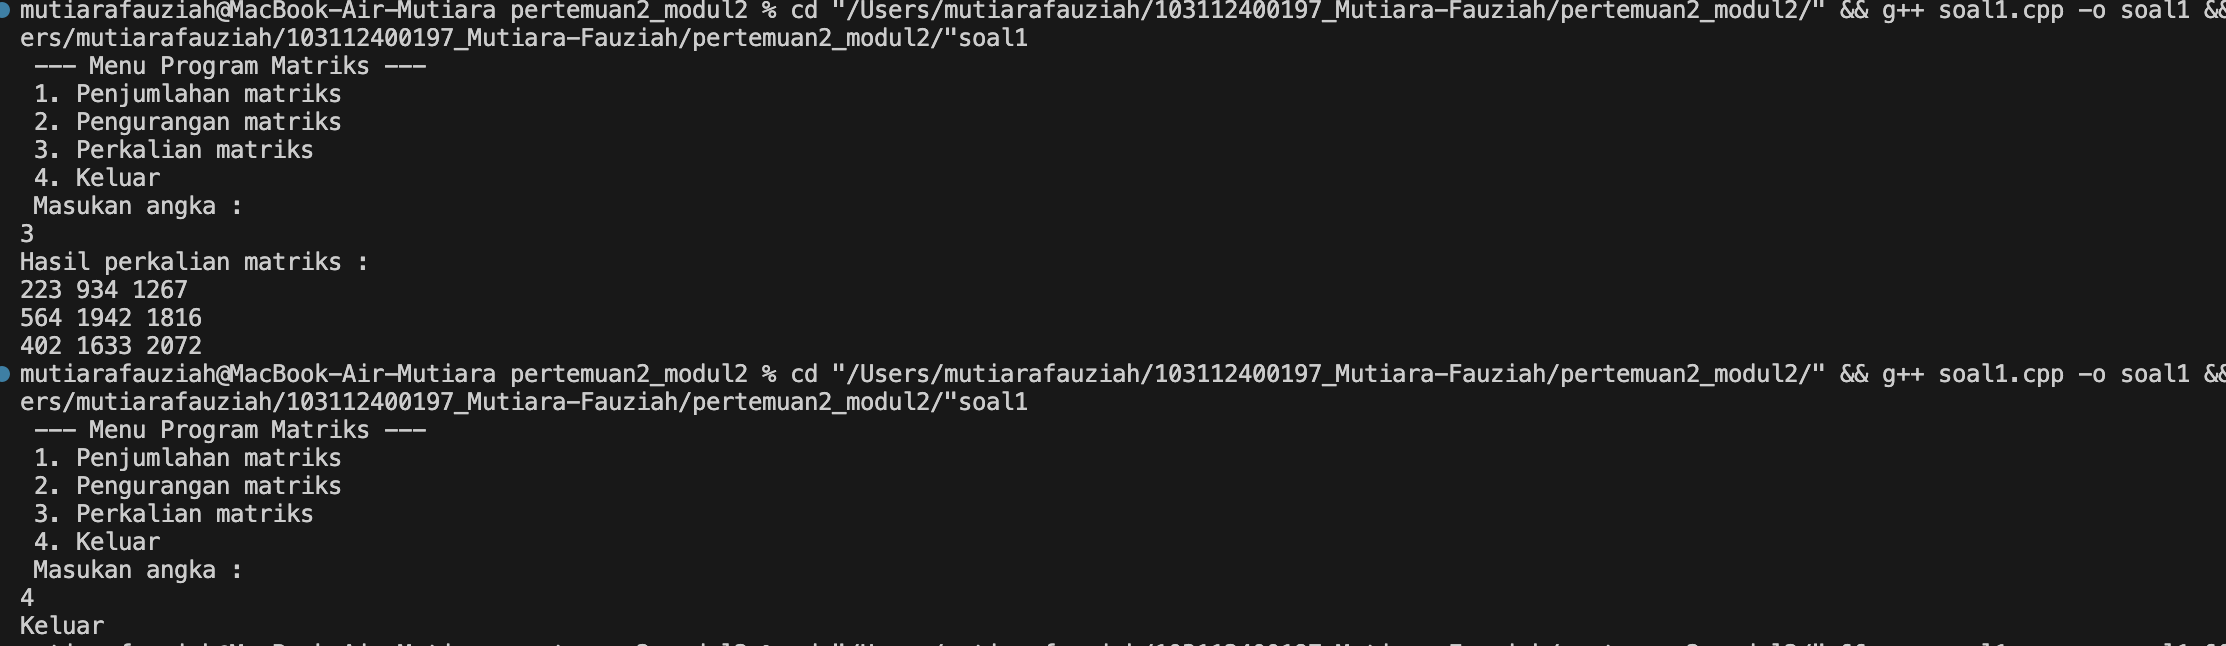 mutiarafauziah@MacBook-Air-Mutiara pertemuan2_modul2 % cd "/Users/mutiarafauziah/103112400197_Mutiara-Fauziah/pertemuan2_modul2/" && g++ soal1.cpp -o soal1 &&
ers/mutiarafauziah/103112400197_Mutiara-Fauziah/pertemuan2_modul2/"soal1
--- Menu Program Matriks ---
1. Penjumlahan matriks
2. Pengurangan matriks
3. Perkalian matriks
4. Keluar
Masukan angka :
3
Hasil perkalian matriks :
223 934 1267
564 1942 1816
402 1633 2072
mutiarafauziah@MacBook-Air-Mutiara pertemuan2_modul2 % cd "/Users/mutiarafauziah/103112400197_Mutiara-Fauziah/pertemuan2_modul2/" && g++ soal1.cpp -o soal1 &&
ers/mutiarafauziah/103112400197_Mutiara-Fauziah/pertemuan2_modul2/"soal1
--- Menu Program Matriks ---
1. Penjumlahan matriks
2. Pengurangan matriks
3. Perkalian matriks
4. Keluar
Masukan angka :
4
Keluar